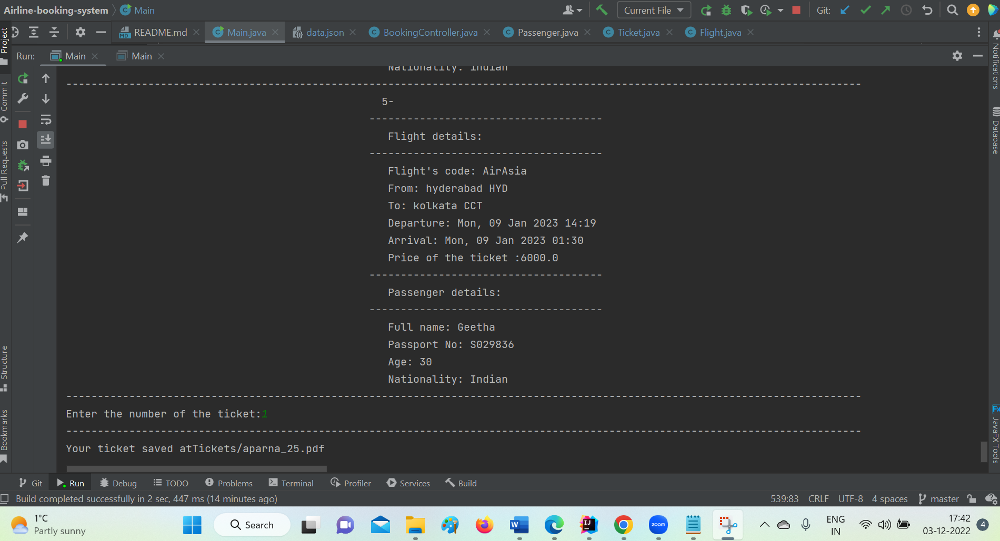 Airline-booking-system
Main
Current File
Git:
README.md
Main.java
data.json
BookingController.java
Passenger.java
Ticket.java
Flight.java
Run:
Main
Main
Project
Commit
Pull Requests
Structure
Bookmarks
Notifications
Database
JavaFX Tools
Nationality: Indian
------------------------------------------------------------------------------------------------------------------------------
5-
-------------------------------------
Flight details:
-------------------------------------
Flight's code: AirAsia
From: hyderabad HYD
To: kolkata CCT
Departure: Mon, 09 Jan 2023 14:19
Arrival: Mon, 09 Jan 2023 01:30
Price of the ticket :6000.0
-------------------------------------
Passenger details:
-------------------------------------
Full name: Geetha
Passport No: S029836
Age: 30
Nationality: Indian
------------------------------------------------------------------------------------------------------------------------------
Enter the number of the ticket:1
------------------------------------------------------------------------------------------------------------------------------
Your ticket saved atTickets/aparna_25.pdf
Git
Run
Debug
TODO
Problems
Terminal
Profiler
Services
Build
Build completed successfully in 2 sec, 447 ms (14 minutes ago)
539:83
CRLF
UTF-8
4 spaces
master
1°C
Partly sunny
Search
zoom
ENG
IN
17:42
03-12-2022
4